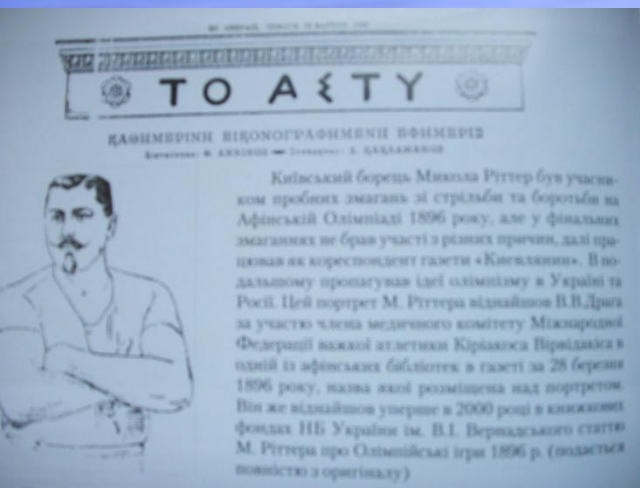 ΤΟ ΑΣΤΥ
ΚΑΘΗΜΕΡΙΝΗ ΕΙΚΟΝΟΓΡΑΦΗΜΕΝΗ ΕΦΗΜΕΡΙΣ
Київський борець Микола Ріттер був учасни-
ком пробних змагань зі стрільби та боротьби на
Афінській Олімпіаді 1896 року, але у фінальних
змаганнях не брав участі з різних причин, далі пра-
цював як кореспондент газети «Киевлянин». В по-
дальшому пропагував ідеї олімпізму в Україні та
Росії. Цей портрет М. Ріттера віднайшов В.В.Драга
за участю члена медичного комітету Міжнародної
Федерації важкої атлетики Кіріакоса Вірвідакіса в
одній із афінських бібліотек в газеті за 28 березня
1896 року, назва якої розміщена над портретом.
Він же віднайшов уперше в 2000 році в книжкових
фондах НБ України ім. В.І. Вернадського статтю
М. Ріттера про Олімпійські ігри 1896 р. (подається
повністю з оригіналу)